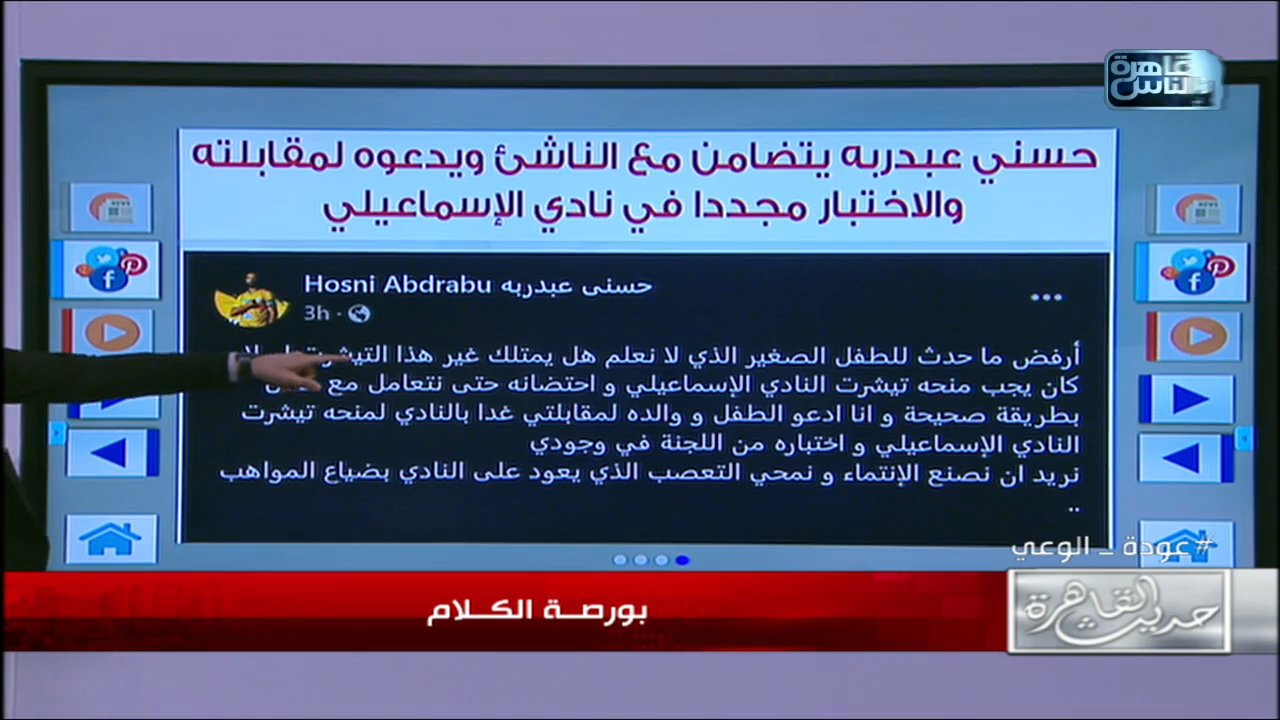 القاهرة
والناس
حسني عبدربه يتضامن مع الناشئ ويدعوه لمقابلته
والاختبار مجددا في نادي الإسماعيلي
Hosni Abdrabu حسنى عبدربه
3h
أرفض ما حدث للطفل الصغير الذي لا نعلم هل يمتلك غير هذا
كان يجب منحه تيشرت النادي الإسماعيلي و احتضانه حتى نتعامل مع
بطريقة صحيحة و انا ادعو الطفل و والده لمقابلتي غدا بالنادي لمنحه تيشرت
النادي الإسماعيلي و اختباره من اللجنة في وجودي
نريد ان نصنع الإنتماء و نمحي التعصب الذي يعود على النادي بضياع المواهب
..
#عودة_الوعي
بورصة الكلام
حديث القاهرة